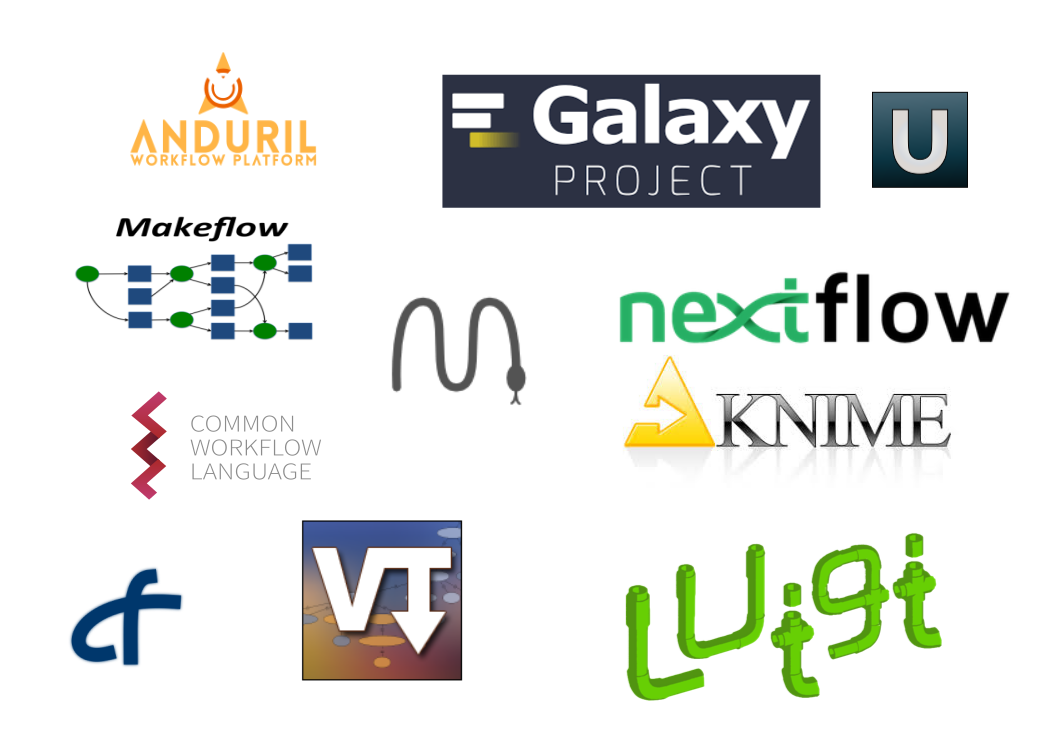 ANDURIL
WORKFLOW PLATFORM
Galaxy
PROJECT
U
Makeflow
nextflow
KNIME
COMMON
WORKFLOW
LANGUAGE
VT
Luigi